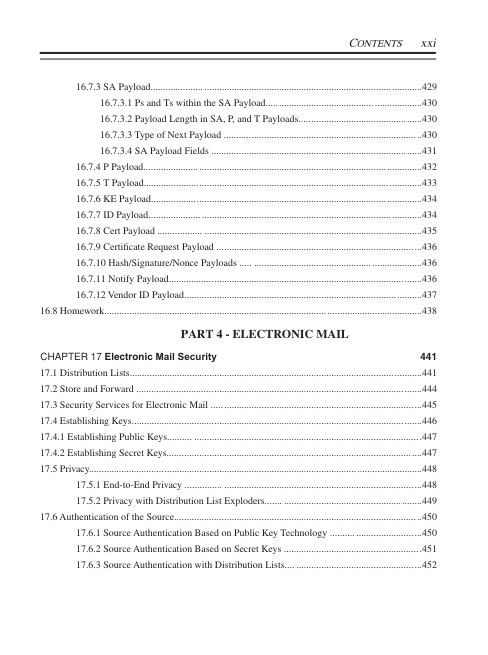 CONTENTS xxi
16.7.3 SA Payload..........429
16.7.3.1 Ps and Ts within the SA Payload..........430
16.7.3.2 Payload Length in SA, P, and T Payloads..........430
16.7.3.3 Type of Next Payload ..........430
16.7.3.4 SA Payload Fields ..........431
16.7.4 P Payload..........432
16.7.5 T Payload..........433
16.7.6 KE Payload..........434
16.7.7 ID Payload..........434
16.7.8 Cert Payload ..........435
16.7.9 Certificate Request Payload ..........436
16.7.10 Hash/Signature/Nonce Payloads ..........436
16.7.11 Notify Payload..........436
16.7.12 Vendor ID Payload..........437
16.8 Homework..........438
PART 4 - ELECTRONIC MAIL
CHAPTER 17 Electronic Mail Security 441
17.1 Distribution Lists..........441
17.2 Store and Forward ..........444
17.3 Security Services for Electronic Mail ..........445
17.4 Establishing Keys..........446
17.4.1 Establishing Public Keys..........447
17.4.2 Establishing Secret Keys..........447
17.5 Privacy..........448
17.5.1 End-to-End Privacy ..........448
17.5.2 Privacy with Distribution List Exploders..........449
17.6 Authentication of the Source..........450
17.6.1 Source Authentication Based on Public Key Technology ..........450
17.6.2 Source Authentication Based on Secret Keys ..........451
17.6.3 Source Authentication with Distribution Lists..........452